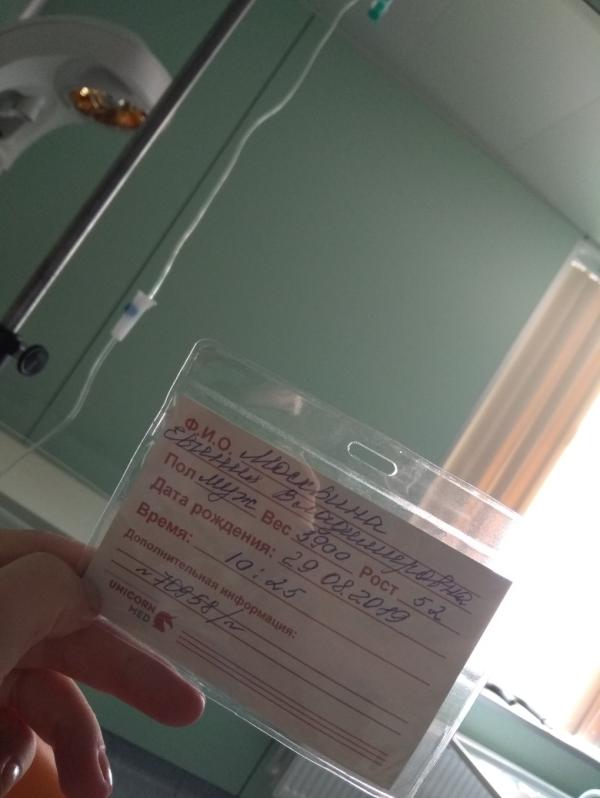 Ф.И.О. Москвина
Евгения Владимировна
Пол муж Вес 3900 Рост 52
Дата рождения: 29 08.2019
Время: 10:25
Дополнительная информация:
UNICORN
MED